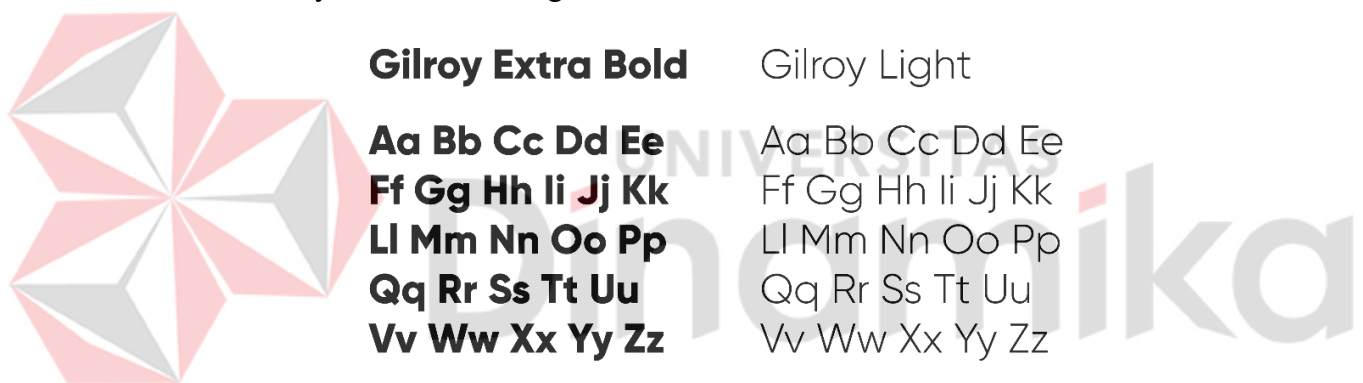 Gilroy Extra Bold
Gilroy Light
Aa Bb Cc Dd Ee
Ff Gg Hh Ii Jj Kk
Ll Mm Nn Oo Pp
Qq Rr Ss Tt Uu
Vv Ww Xx Yy Zz
Aa Bb Cc Dd Ee
Ff Gg Hh Ii Jj Kk
Ll Mm Nn Oo Pp
Qq Rr Ss Tt Uu
Vv Ww Xx Yy Zz
UNIVERSITAS
Dinamika